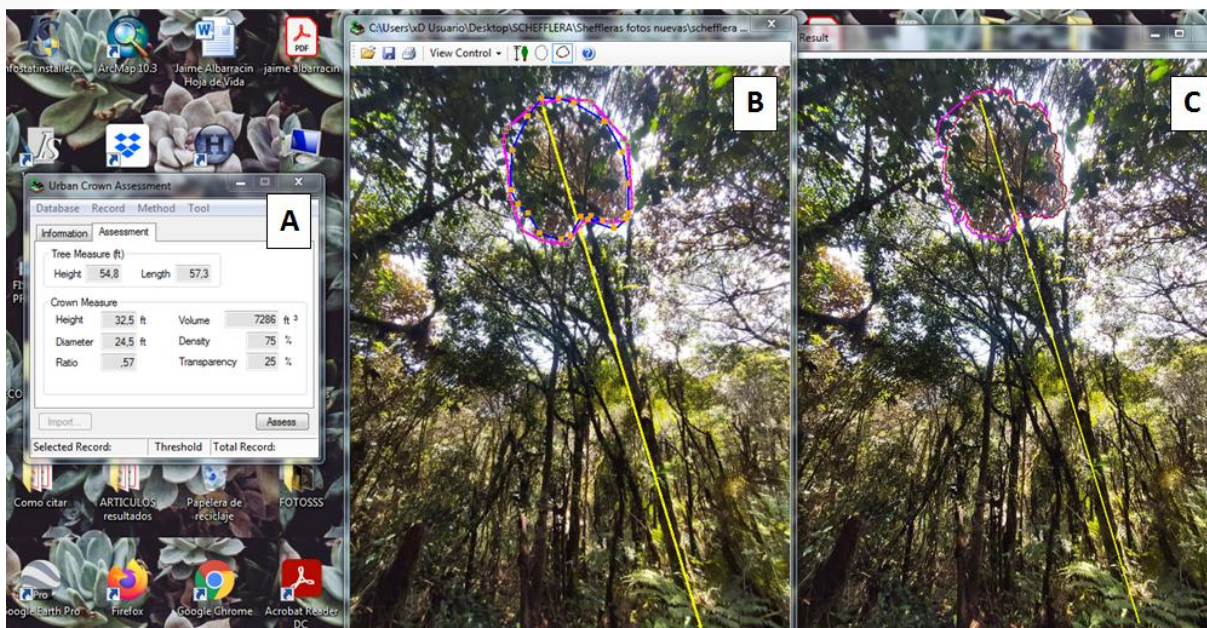 nfostatinstaller...
ArcMap 10.3
Jaime Albarracin
Hoja de Vida
PDF
jaime albarracin
Urban Crown Assessment
A
Database Record Method Tool
Information Assessment
Tree Measure (ft)
Height 54,8 Length 57,3
Crown Measure
Height 32,5 ft Volume 7286 ft ³
Diameter 24,5 ft Density 75 %
Ratio .57 Transparency 25 %
Import... Assess
Selected Record: Threshold Total Record:
Como citar
ARTICULOS
resultados
Papelera de
reciclaje
FOTOSSS
Pro
Google Earth Pro
Firefox
Google Chrome
Acrobat Reader
DC
C:\Users\xD Usuario\Desktop\SCHEFFLERA\Sheffleras fotos nuevas\schefflera ...
View Control
B
Result
C